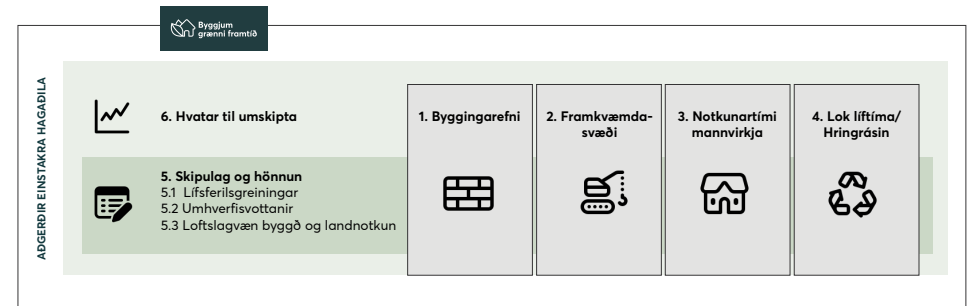 Byggjum
grænni framtíð
AÐGERÐIR EINSTAKRA HAGAÐILA
6. Hvatar til umskipta
5. Skipulag og hönnun
5.1 Lífsferilsgreiningar
5.2 Umhverfisvottanir
5.3 Loftslagvæn byggð og landnotkun
1. Byggingarefni
2. Framkvæmda-
svæði
3. Notkunartími
mannvirkja
4. Lok líftíma/
Hringrásin